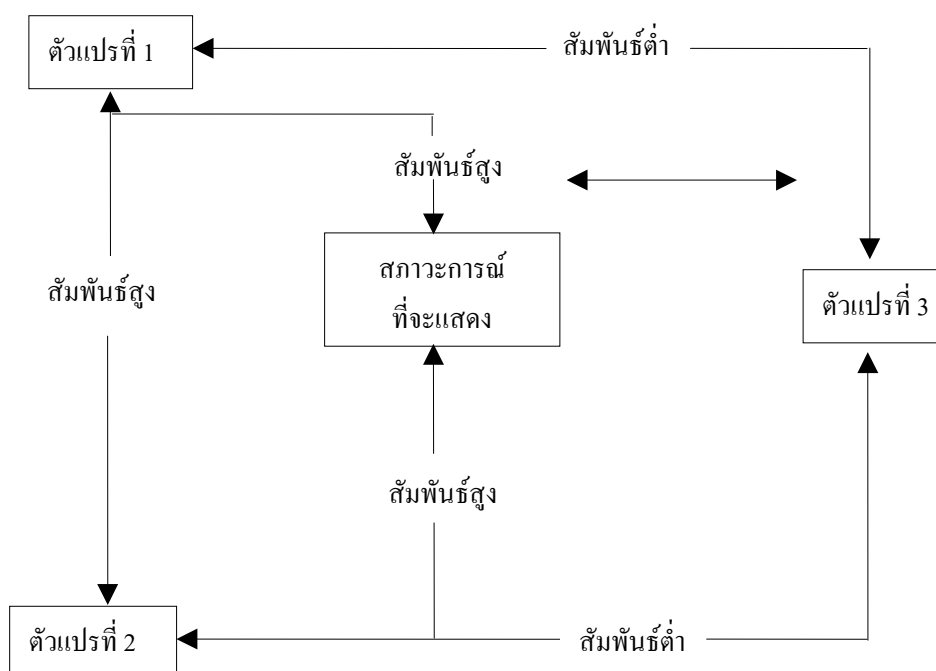 ตัวแปรที่ 1
สัมพันธ์ต่ำ
สัมพันธ์สูง
สภาวะการณ์
ที่จะแสดง
สัมพันธ์สูง
ตัวแปรที่ 3
สัมพันธ์สูง
ตัวแปรที่ 2
สัมพันธ์ต่ำ